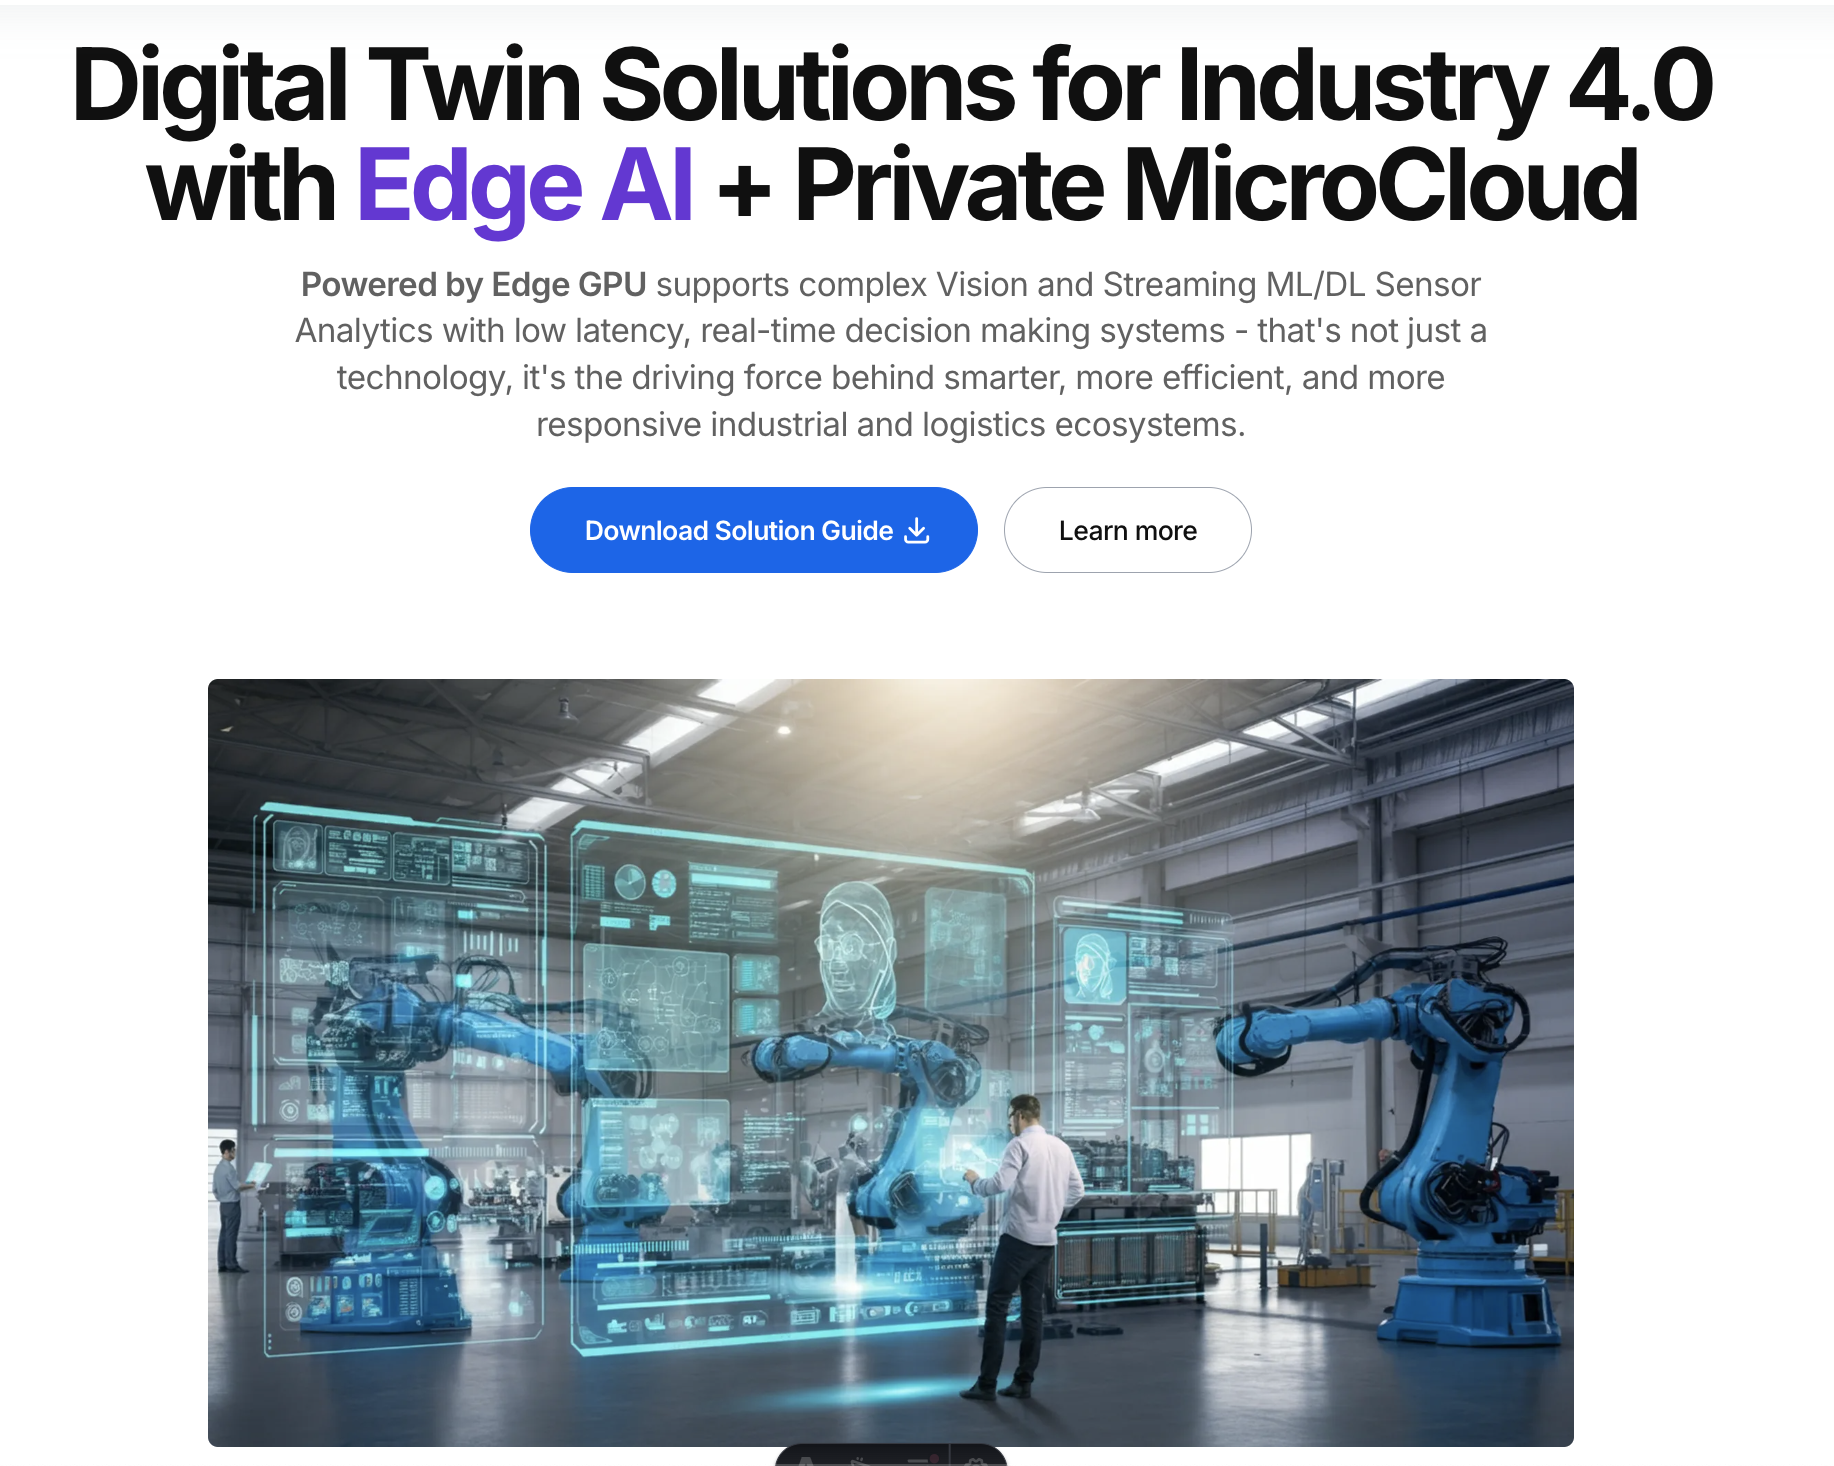 Digital Twin Solutions for Industry 4.0
with Edge AI + Private MicroCloud
Powered by Edge GPU supports complex Vision and Streaming ML/DL Sensor
Analytics with low latency, real-time decision making systems - that's not just a
technology, it's the driving force behind smarter, more efficient, and more
responsive industrial and logistics ecosystems.
Download Solution Guide
Learn more